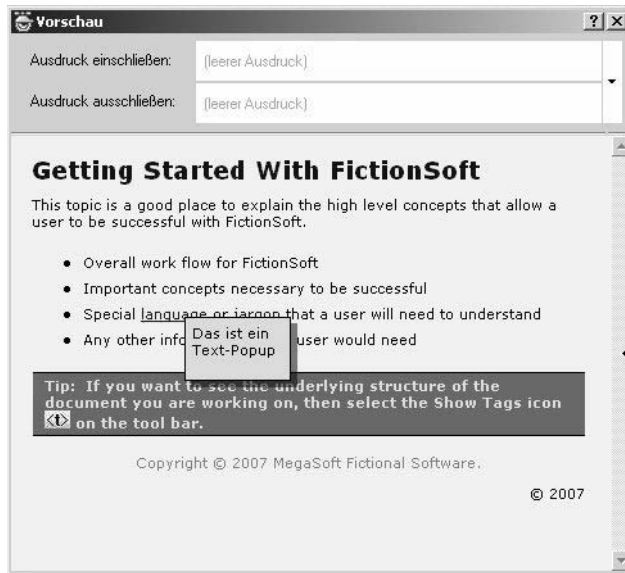 Vorschau
Ausdruck einschließen: (leerer Ausdruck)
Ausdruck ausschließen: (leerer Ausdruck)
Getting Started With FictionSoft
This topic is a good place to explain the high level concepts that allow a
user to be successful with FictionSoft.
• Overall work flow for FictionSoft
• Important concepts necessary to be successful
• Special language or jargon that a user will need to understand
• Any other info user would need
Das ist ein
Text-Popup
Tip: If you want to see the underlying structure of the
document you are working on, then select the Show Tags icon
<t> on the tool bar.
Copyright © 2007 MegaSoft Fictional Software.
© 2007